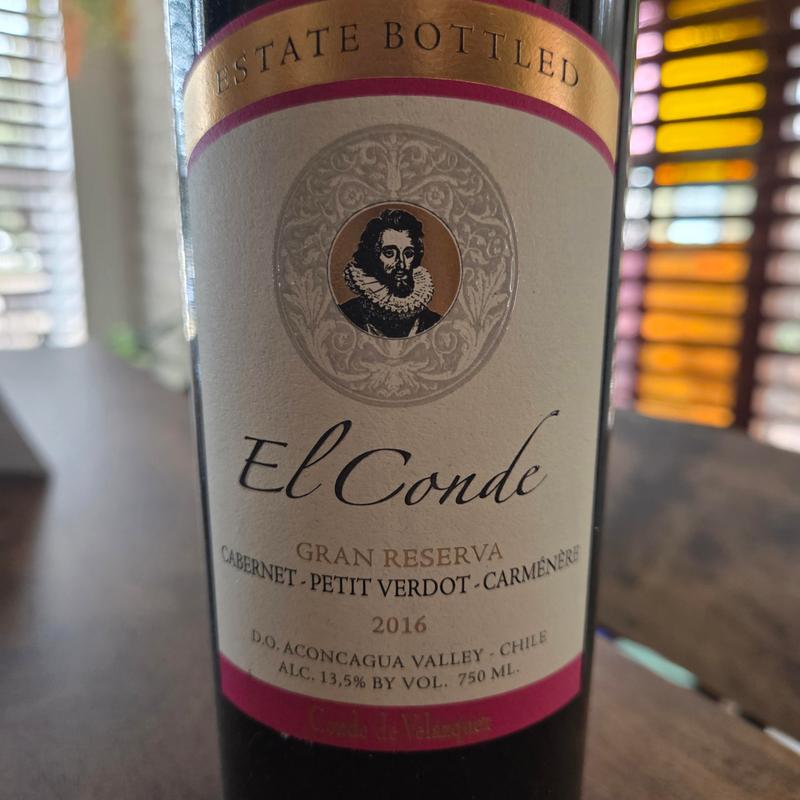 ESTATE BOTTLED
El Conde
GRAN RESERVA
CABERNET - PETIT VERDOT - CARMÉNÈRE
2016
D.O. ACONCAGUA VALLEY - CHILE
ALC. 13,5% BY VOL. 750 ML.
Conde de Velázquez